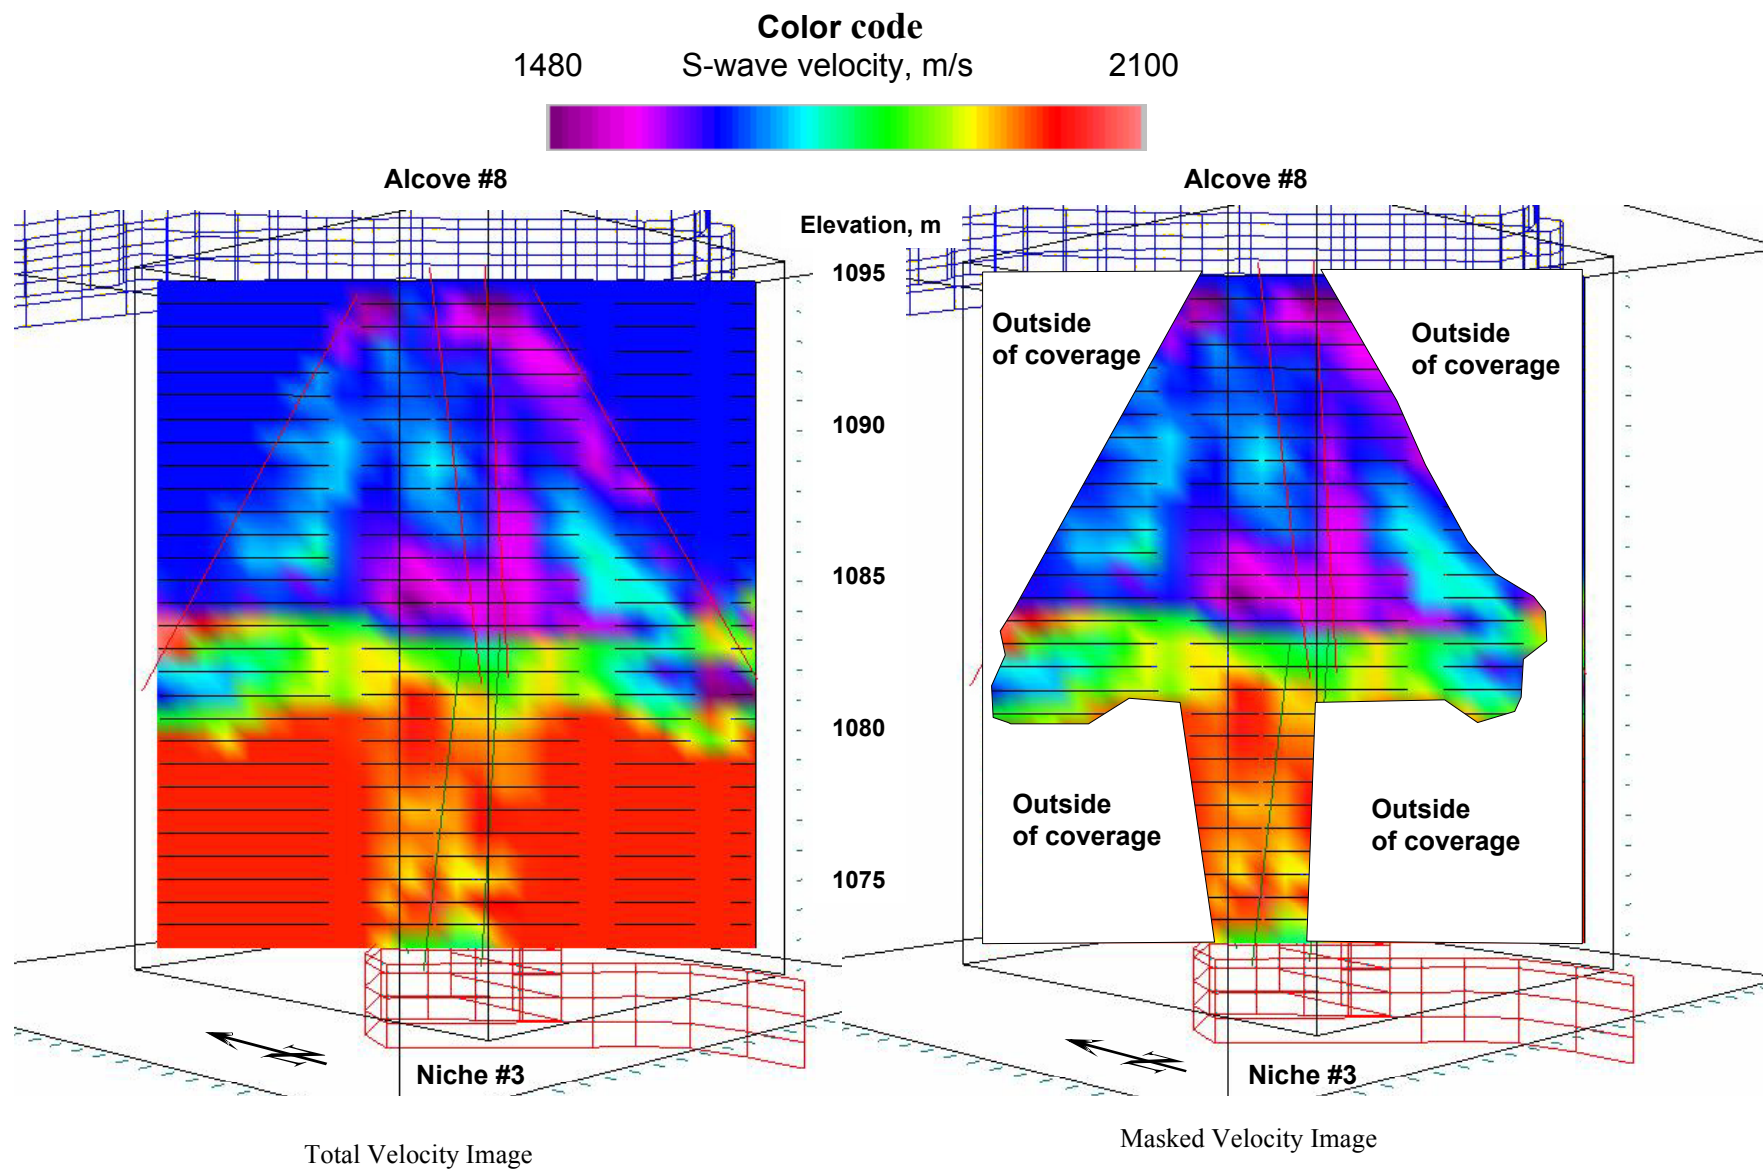 Color code
1480 S-wave velocity, m/s 2100
Alcove #8
Alcove #8
Elevation, m
1095
1090
1085
1080
1075
Outside
of coverage
Outside
of coverage
Outside
of coverage
Outside
of coverage
Niche #3
Niche #3
Total Velocity Image
Masked Velocity Image